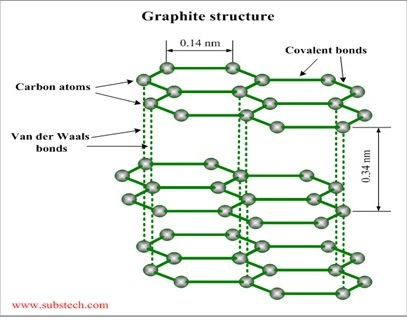 Graphite structure
0.14 nm
Covalent bonds
Carbon atoms
Van der Waals
bonds
0.34 nm
www.substech.com